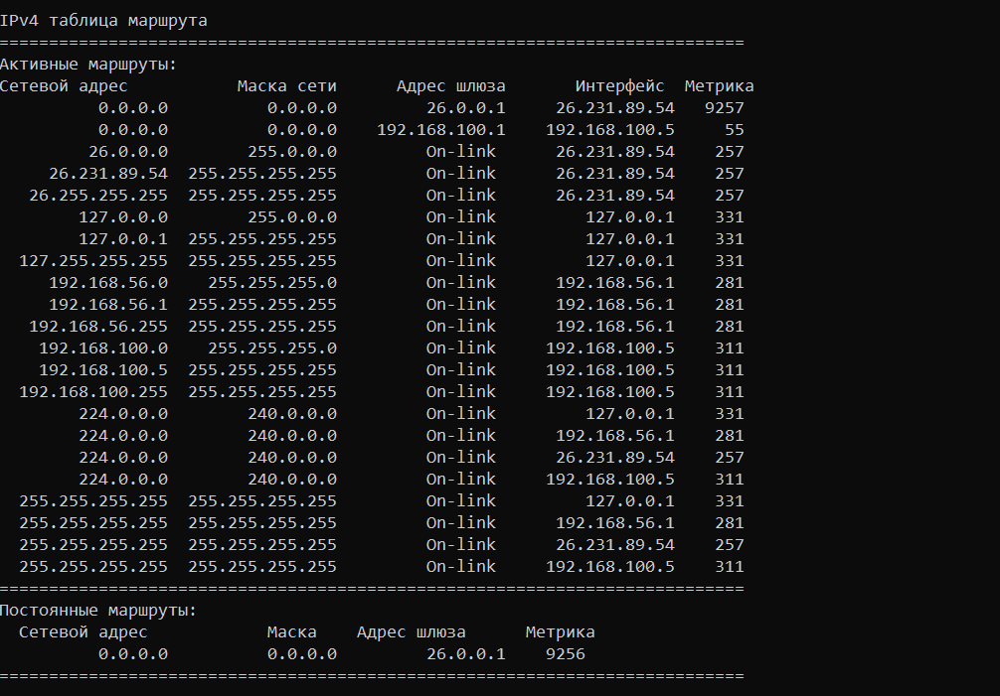 IPv4 таблица маршрута
===========================================================================
Активные маршруты:
Сетевой адрес           Маска сети      Адрес шлюза       Интерфейс  Метрика
          0.0.0.0          0.0.0.0         26.0.0.1     26.231.89.54   9257
          0.0.0.0          0.0.0.0    192.168.100.1    192.168.100.5     55
         26.0.0.0        255.0.0.0         On-link      26.231.89.54    257
     26.231.89.54  255.255.255.255         On-link      26.231.89.54    257
   26.255.255.255  255.255.255.255         On-link      26.231.89.54    257
        127.0.0.0        255.0.0.0         On-link         127.0.0.1    331
        127.0.0.1  255.255.255.255         On-link         127.0.0.1    331
  127.255.255.255  255.255.255.255         On-link         127.0.0.1    331
     192.168.56.0    255.255.255.0         On-link      192.168.56.1    281
     192.168.56.1  255.255.255.255         On-link      192.168.56.1    281
   192.168.56.255  255.255.255.255         On-link      192.168.56.1    281
    192.168.100.0    255.255.255.0         On-link     192.168.100.5    311
    192.168.100.5  255.255.255.255         On-link     192.168.100.5    311
  192.168.100.255  255.255.255.255         On-link     192.168.100.5    311
        224.0.0.0        240.0.0.0         On-link         127.0.0.1    331
        224.0.0.0        240.0.0.0         On-link      192.168.56.1    281
        224.0.0.0        240.0.0.0         On-link      26.231.89.54    257
        224.0.0.0        240.0.0.0         On-link     192.168.100.5    311
  255.255.255.255  255.255.255.255         On-link         127.0.0.1    331
  255.255.255.255  255.255.255.255         On-link      192.168.56.1    281
  255.255.255.255  255.255.255.255         On-link      26.231.89.54    257
  255.255.255.255  255.255.255.255         On-link     192.168.100.5    311
===========================================================================
Постоянные маршруты:
  Сетевой адрес            Маска    Адрес шлюза      Метрика
          0.0.0.0          0.0.0.0         26.0.0.1    9256
===========================================================================